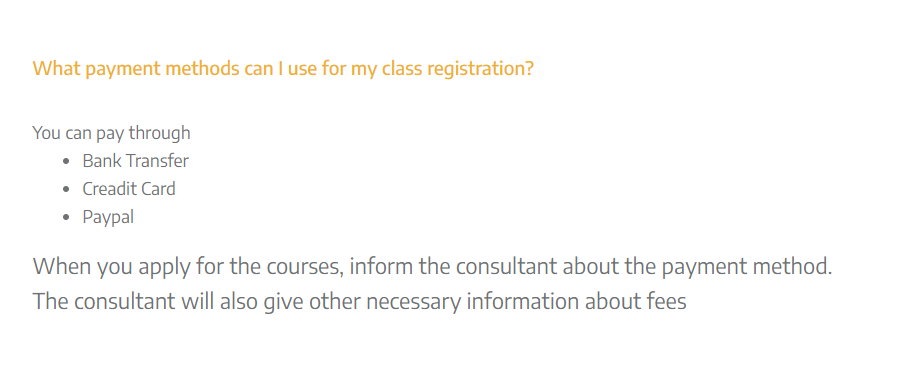 What payment methods can I use for my class registration?
You can pay through
• Bank Transfer
• Creadit Card
• Paypal
When you apply for the courses, inform the consultant about the payment method.
The consultant will also give other necessary information about fees